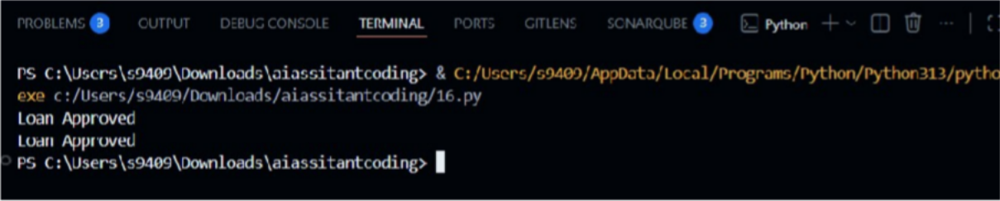 PROBLEMS 3 OUTPUT DEBUG CONSOLE TERMINAL PORTS GITLENS SONARQUBE 3 Python
PS C:\Users\s9409\Downloads\aiassitantcoding> & C:/Users/s9409/AppData/Local/Programs/Python/Python313/pytho
exe c:/Users/s9409/Downloads/aiassitantcoding/16.py
Loan Approved
Loan Approved
PS C:\Users\s9409\Downloads\aiassitantcoding>